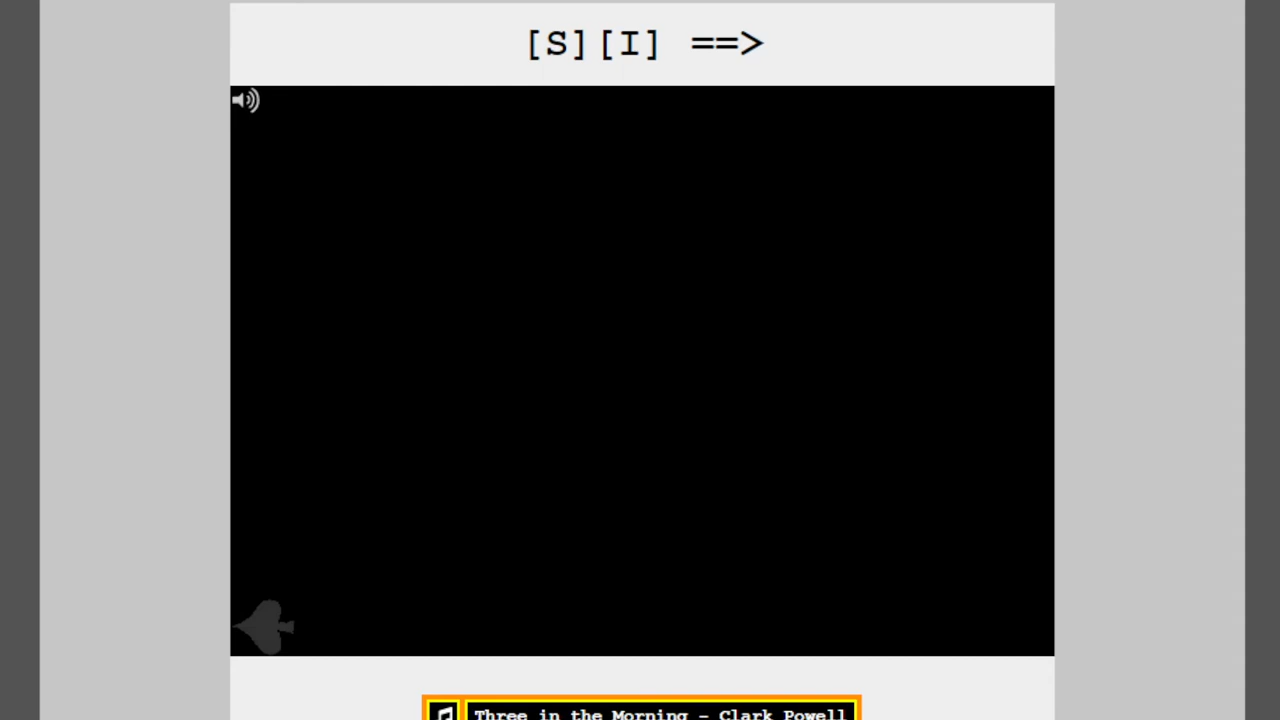 [S][I] ==>
Three in the Morning – Clark Powell